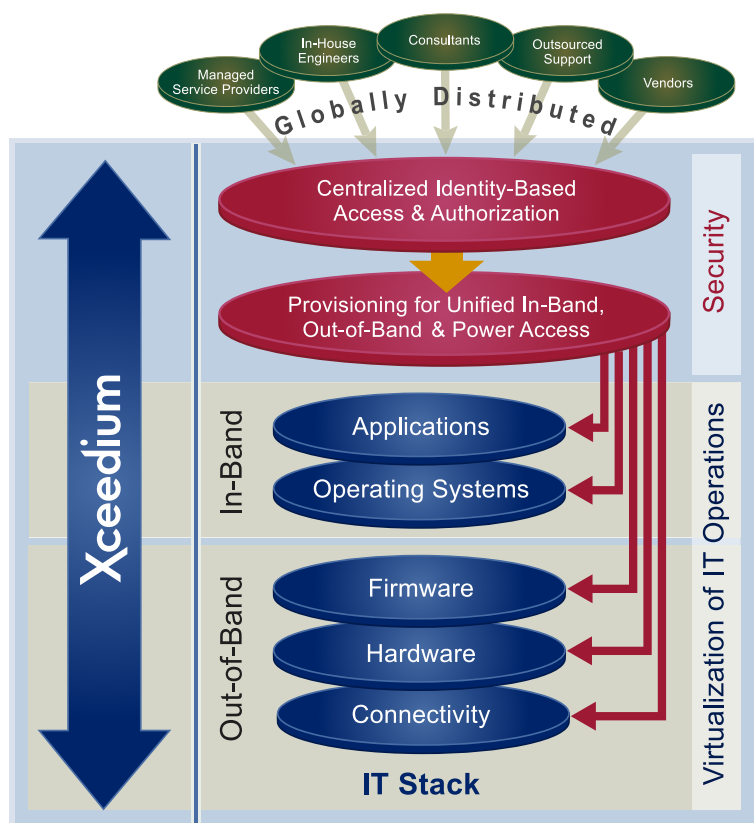 Managed
Service Providers
In-House
Engineers
Consultants
Outsourced
Support
Vendors
Globally Distributed
Centralized Identity-Based
Access & Authorization
Provisioning for Unified In-Band,
Out-of-Band & Power Access
Security
Xceedium
In-Band
Applications
Operating Systems
Out-of-Band
Firmware
Hardware
Connectivity
Virtualization of IT Operations
IT Stack